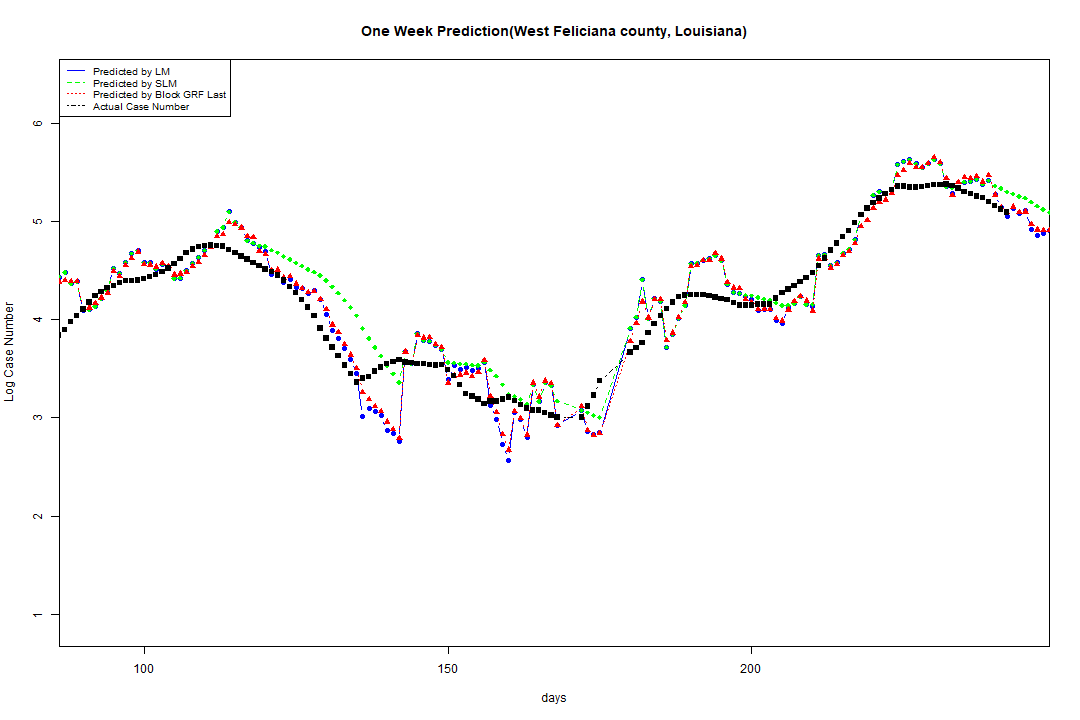 One Week Prediction(West Feliciana county, Louisiana)
Predicted by LM
Predicted by SLM
Predicted by Block GRF Last
Actual Case Number
6
5
4
3
2
1
Log Case Number
100 150 200
days